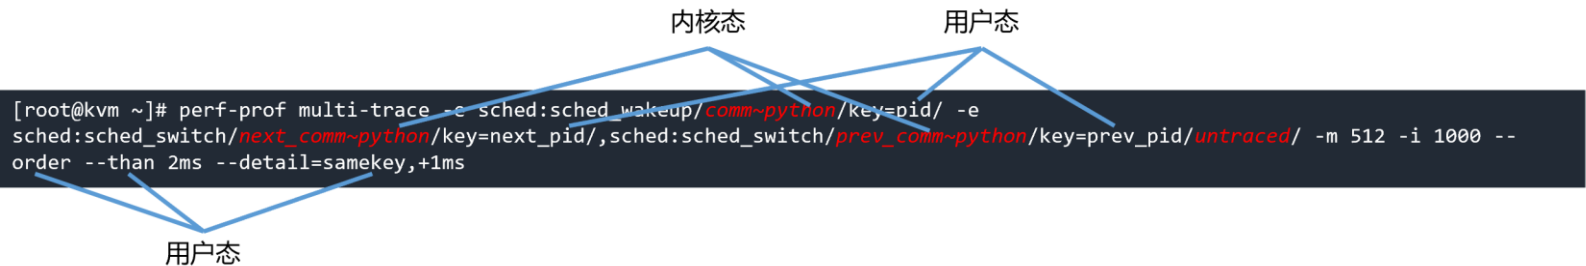 内核态 用户态
[root@kvm ~]# perf-prof multi-trace -e sched:sched_wakeup/comm~python/key=pid/ -e
sched:sched_switch/next_comm~python/key=next_pid/,sched:sched_switch/prev_comm~python/key=prev_pid/untraced/ -m 512 -i 1000 --
order --than 2ms --detail=samekey,+1ms
用户态